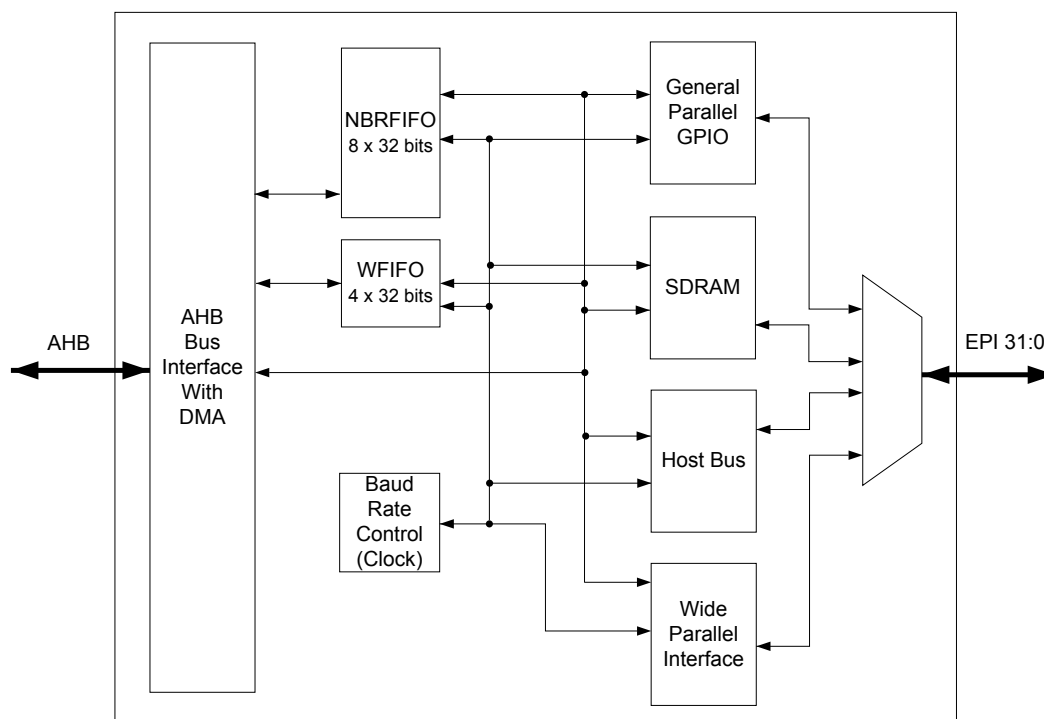 AHB
AHB
Bus
Interface
With
DMA
NBRFIFO
8 x 32 bits
WFIFO
4 x 32 bits
Baud
Rate
Control
(Clock)
General
Parallel
GPIO
SDRAM
Host Bus
Wide
Parallel
Interface
EPI 31:0